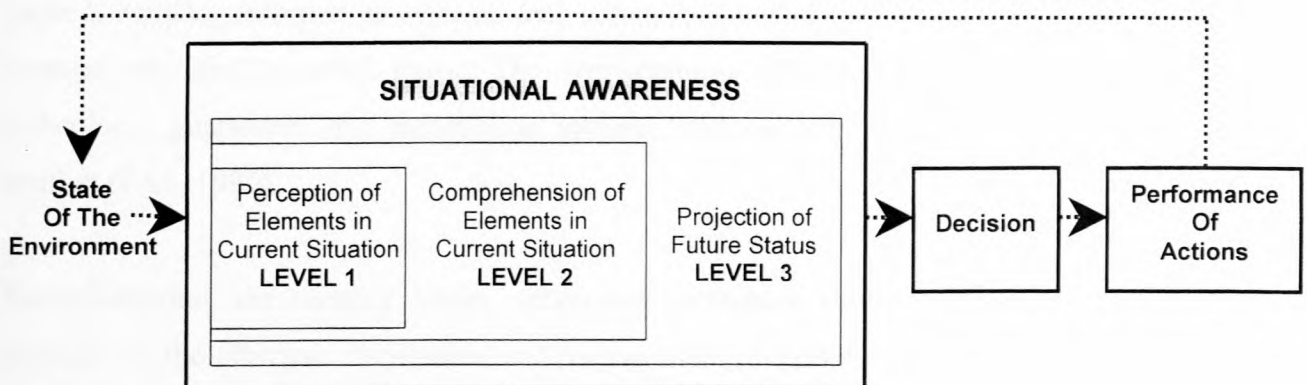 SITUATIONAL AWARENESS
State
Of The
Environment
Perception of
Elements in
Current Situation
LEVEL 1
Comprehension of
Elements in
Current Situation
LEVEL 2
Projection of
Future Status
LEVEL 3
Decision
Performance
Of
Actions